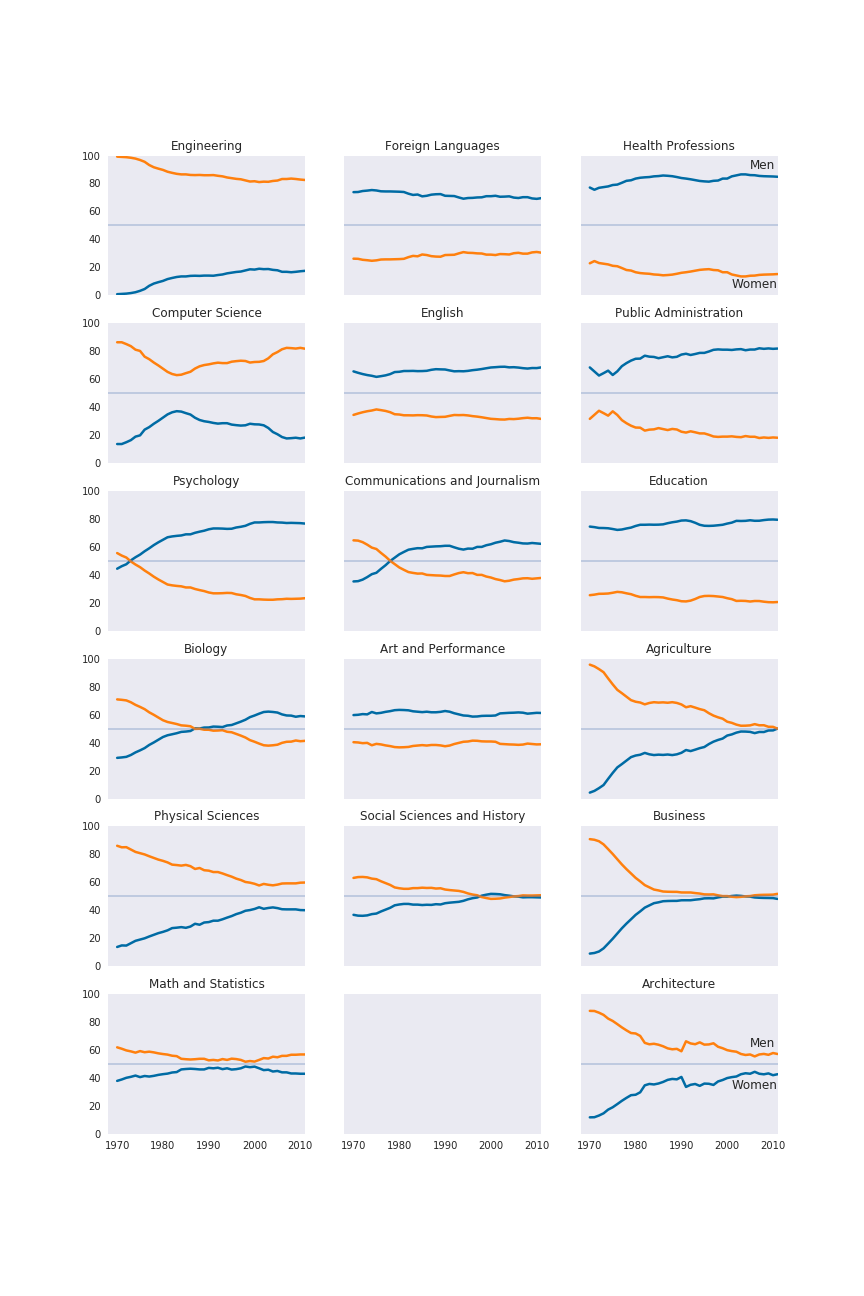 Engineering Foreign Languages Health Professions
100 Men
80
60
40
20
0 Women
Computer Science English Public Administration
100
80
60
40
20
0
Psychology Communications and Journalism Education
100
80
60
40
20
0
Biology Art and Performance Agriculture
100
80
60
40
20
0
Physical Sciences Social Sciences and History Business
100
80
60
40
20
0
Math and Statistics Architecture
100
80
60 Men
40 Women
20
0
1970 1980 1990 2000 2010 1970 1980 1990 2000 2010 1970 1980 1990 2000 2010